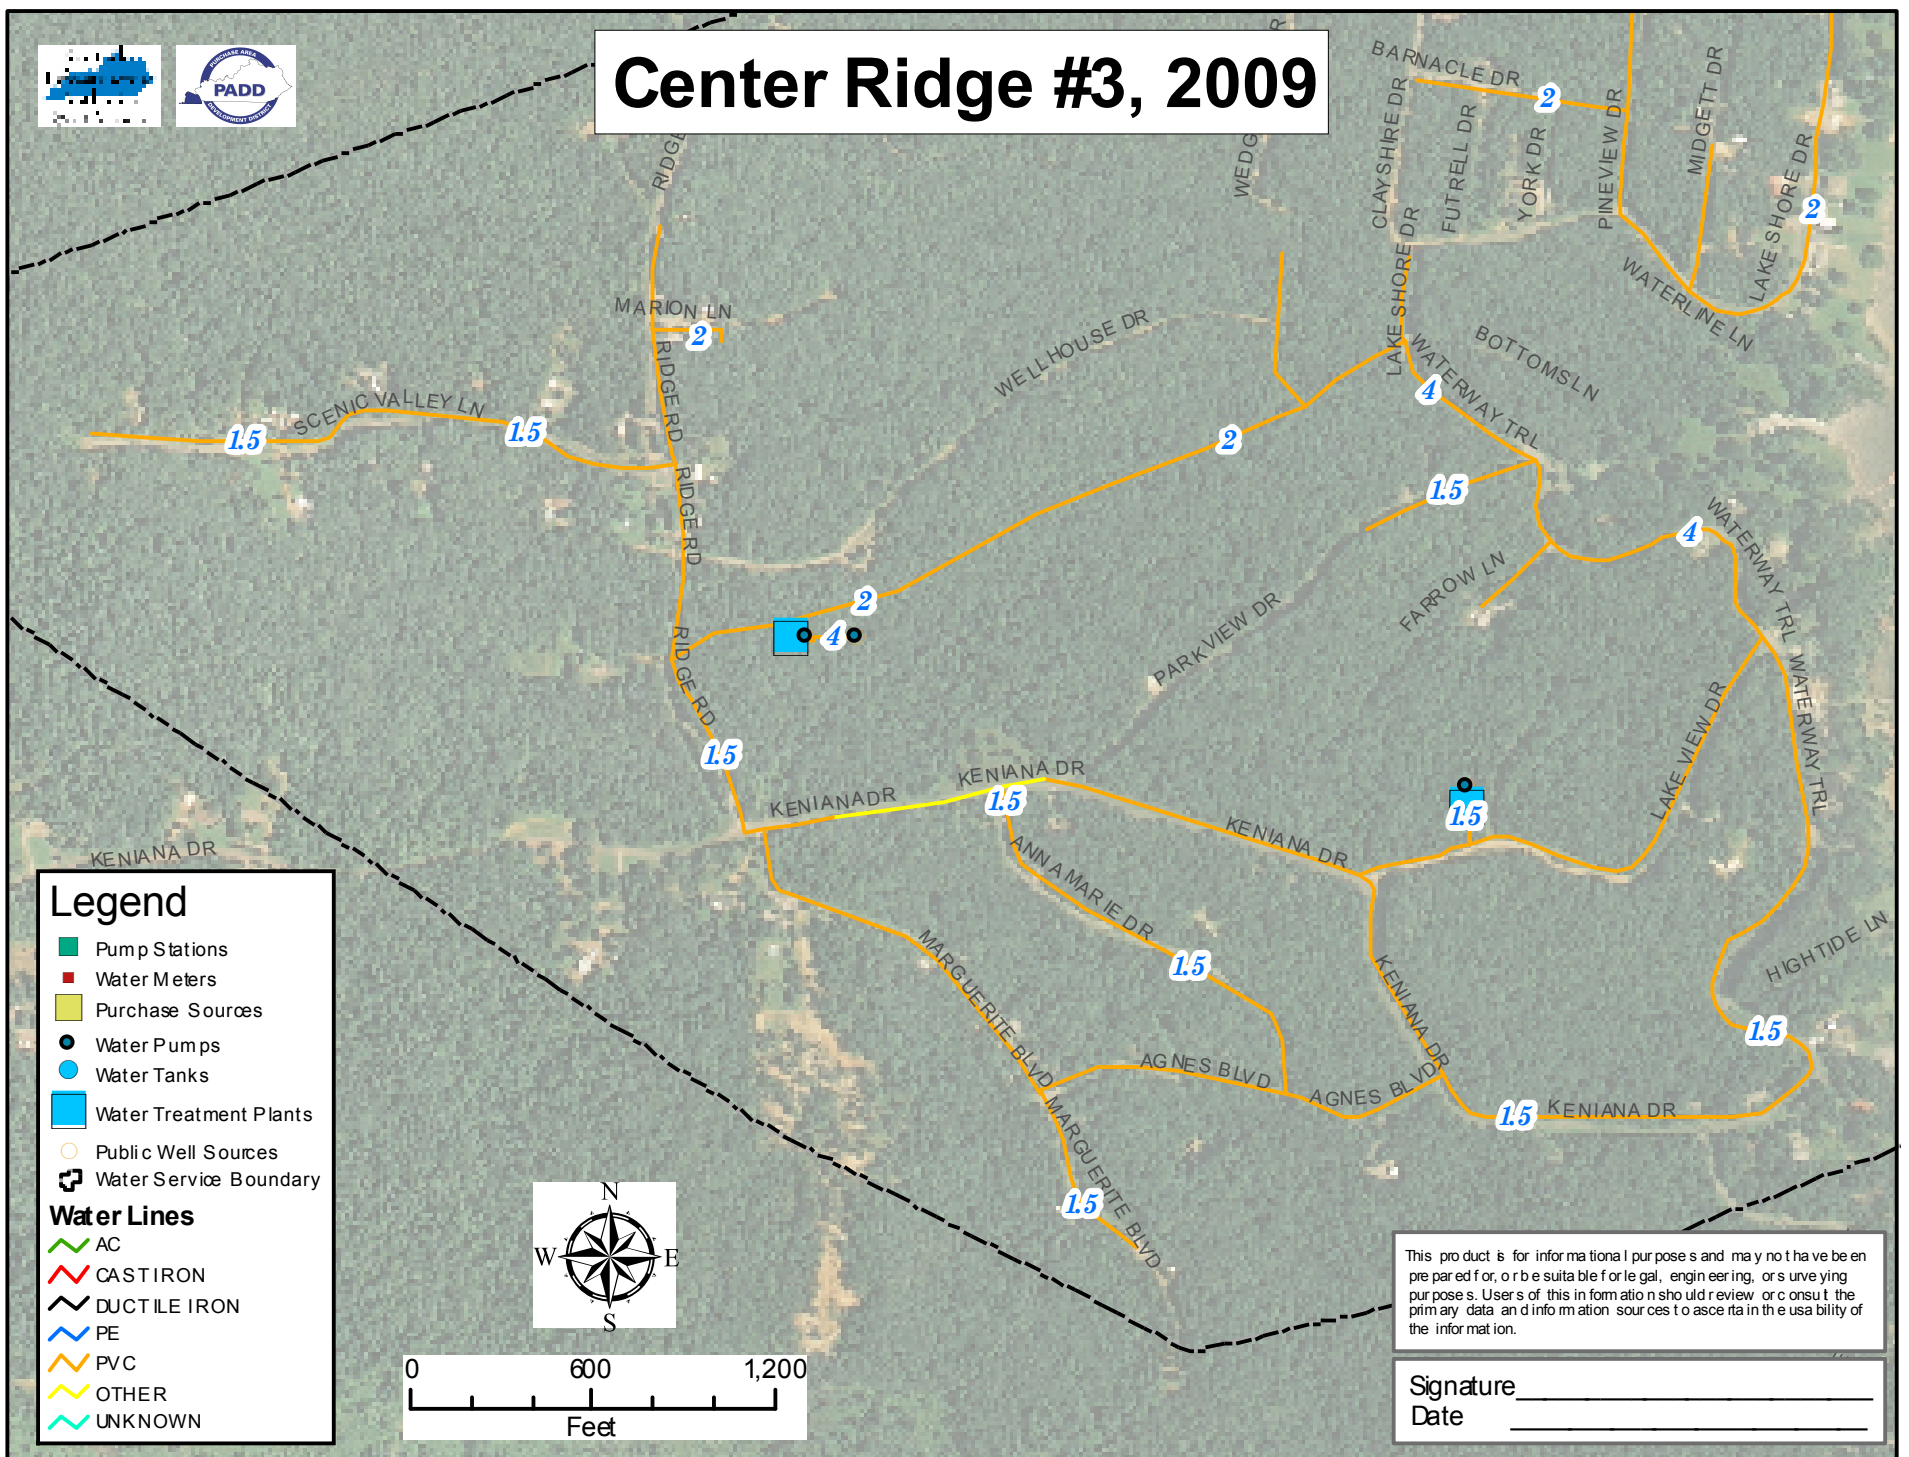 PURCHASE AREA
PADD
DEVELOPMENT DISTRICT
Center Ridge #3, 2009
BARNACLE DR
2
MIDGETT DR
CLAYSHIRE DR
FUTRELL DR
YORK DR
PINEVIEW DR
LAKE SHORE DR
2
RIDGE
WEDG
LAKE SHORE DR
WATERLINE LN
MARION LN
2
WELLHOUSE DR
BOTTOMS LN
RIDGE RD
WATERWAY TRL
4
SCENIC VALLEY LN
1.5
1.5
2
RIDGE RD
1.5
WATERWAY TRL
4
FARROW LN
2
4
PARKVIEW DR
RIDGE RD
WATERWAY TRL
LAKE VIEW DR
1.5
KENIANA DR
KENIANA DR
1.5
KENIANA DR
1.5
KENIANA DR
ANNA MARIE DR
1.5
MARGUERITE BLVD
HIGHTIDE LN
KENIANA DR
1.5
AGNES BLVD
AGNES BLVD
1.5
KENIANA DR
MARGUERITE BLVD
1.5
Legend
Pump Stations
Water Meters
Purchase Sources
Water Pumps
Water Tanks
Water Treatment Plants
Public Well Sources
Water Service Boundary
Water Lines
AC
CAST IRON
DUCTILE IRON
PE
PVC
OTHER
UNKNOWN
N
W E
S
0 600 1,200
Feet
This product is for informational purposes and may not have been
prepared for, or be suitable for legal, engineering, or surveying
purposes. Users of this information should review or consult the
primary data and information sources to ascertain the usability of
the information.
Signature
Date